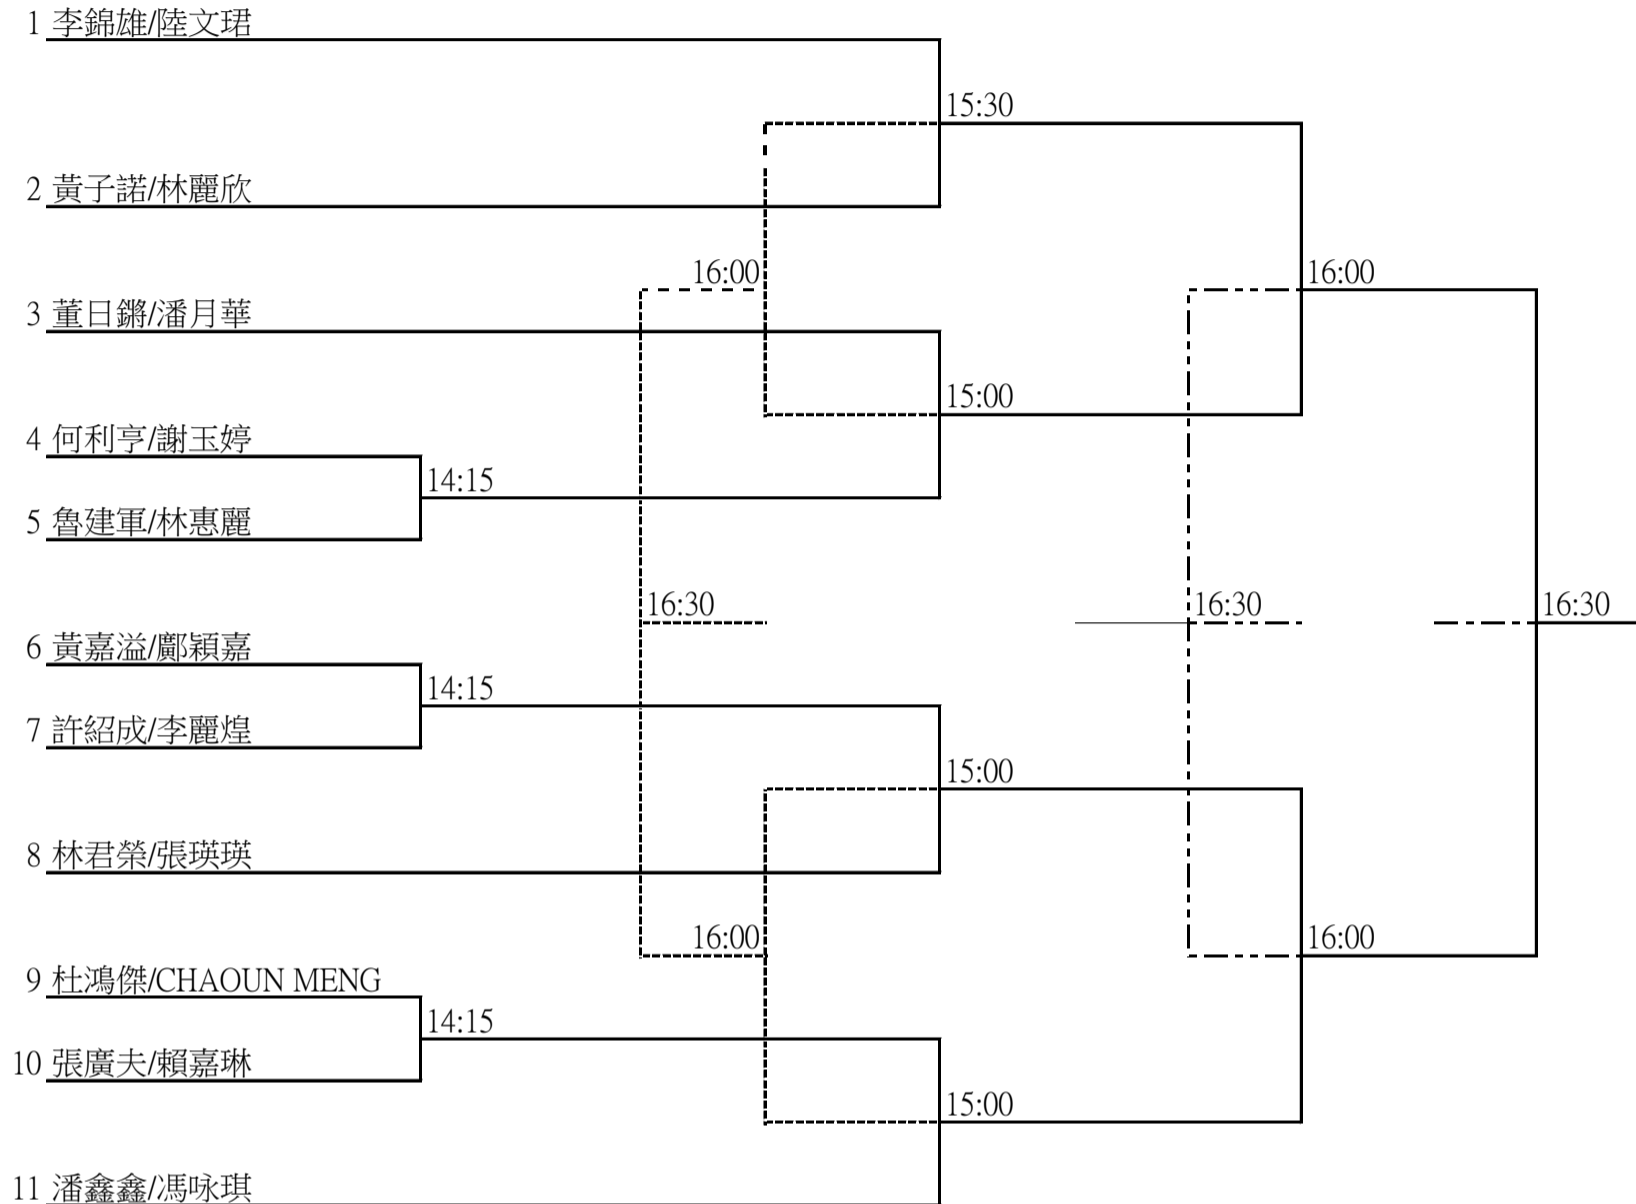 1 李錦雄/陸文珺
15:30
2 黃子諾/林麗欣
16:00
16:00
3 董日鏘/潘月華
15:00
4 何利亨/謝玉婷
14:15
5 魯建軍/林惠麗
16:30
16:30
16:30
6 黃嘉溢/鄺穎嘉
14:15
7 許紹成/李麗煌
15:00
8 林君榮/張瑛瑛
16:00
16:00
9 杜鴻傑/CHAOUN MENG
14:15
10 張廣夫/賴嘉琳
15:00
11 潘鑫鑫/馮咏琪